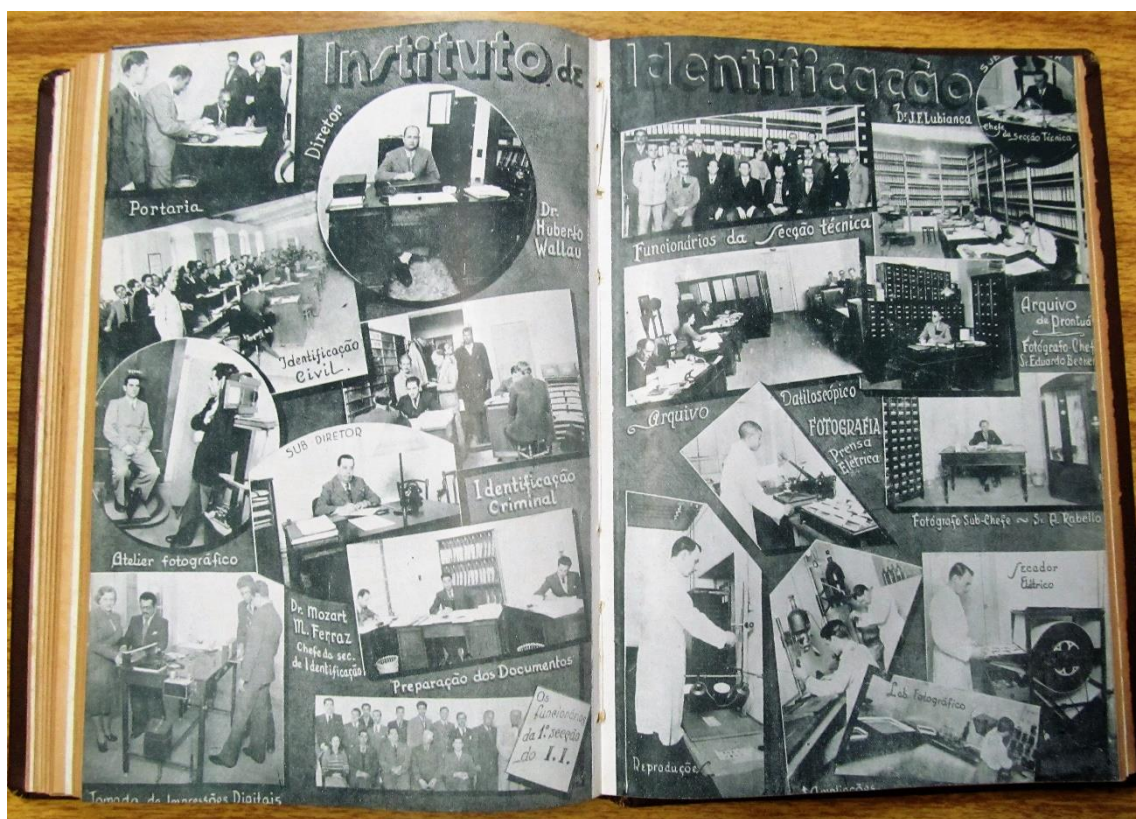 Instituto de Identificação
Portaria
Diretor
Dr.
Huberto
Wallau
Identificação
Civil.
Atelier fotográfico
SUB DIRETOR
Identificação
Criminal
Dr. Mozart
M. Ferraz
Chefe da sec.
de Identificação
Preparação dos Documentos
Tomada de Impressões Digitais
Os
funcionários
da 1ª secção
do I.I.
SUB
Dr. J.F. Lubianca
Chefe
da Secção Técnica
Funcionários da Secção técnica
Arquivo
de Prontuá
Fotógrafo Chefe
Sr. Eduardo Becker
Arquivo
Datiloscópico
FOTOGRAFIA
Prensa
Elétrica
Fotógrafo Sub-Chefe ~ Sr. A. Rabello
Secador
Elétrico
Lab. Fotográfico
Reproduções
Ampliações